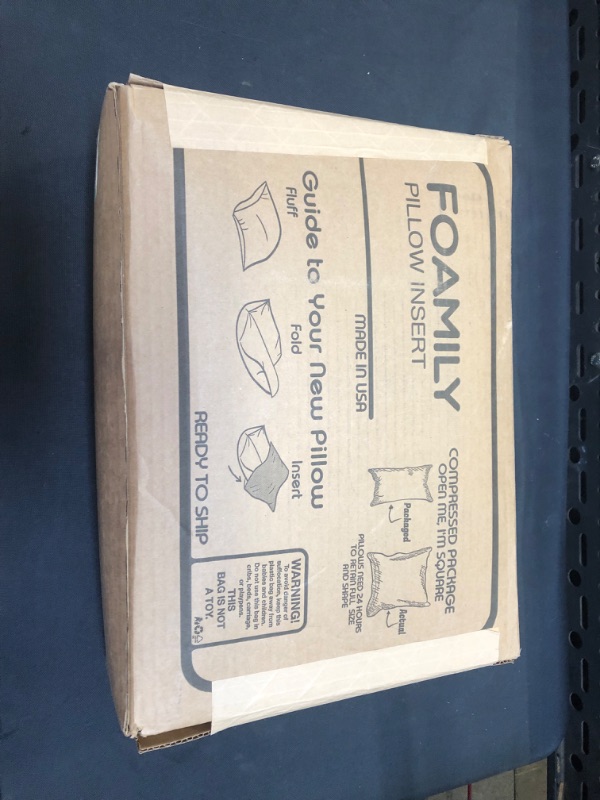 FOAMILY
PILLOW INSERT
MADE IN USA
COMPRESSED PACKAGE
OPEN ME, I'M SQUARE
Packaged
Actual
PILLOWS NEED 24 HOURS
TO RETAIN FULL SIZE
AND SHAPE
Guide to Your New Pillow
Fluff
Fold
Insert
READY TO SHIP
WARNING!
To avoid danger of
suffocation, keep this
plastic bag away from
babies and children.
Do not use this bag in
cribs, beds, carriages,
or playpens.
THIS
BAG IS NOT
A TOY.